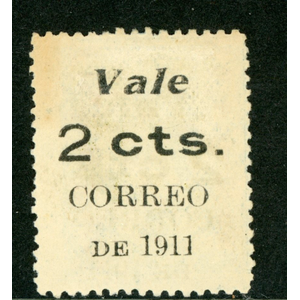 Vale
2 cts.
CORREO
DE 1911